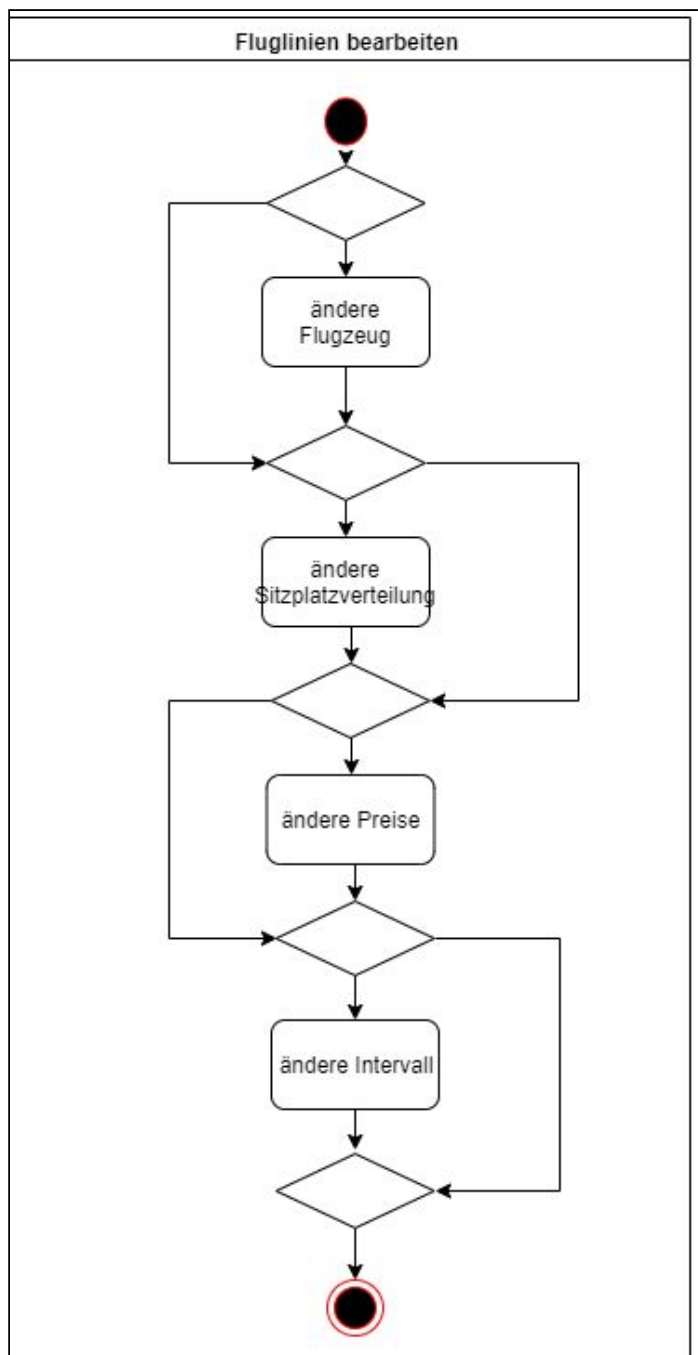 Fluglinien bearbeiten
ändere
Flugzeug
ändere
Sitzplatzverteilung
ändere Preise
ändere Intervall